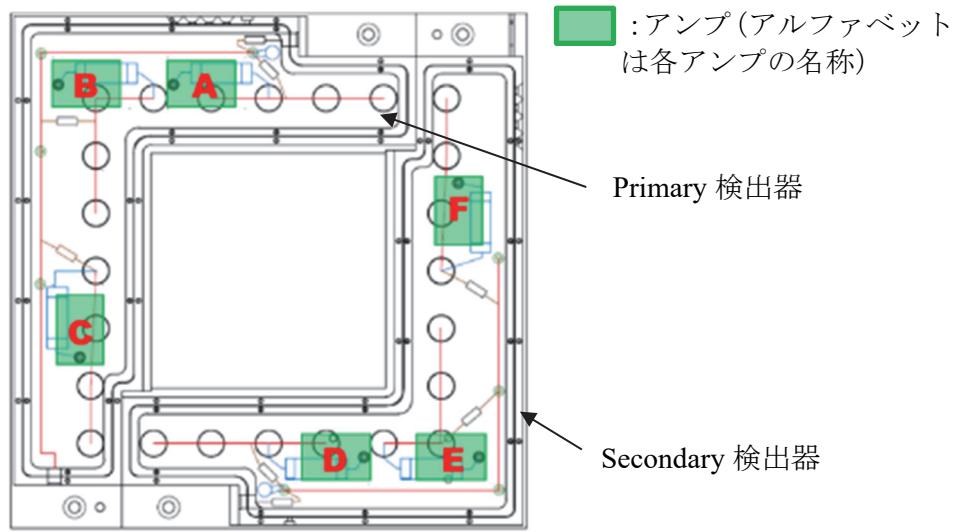 :アンプ(アルファベット
は各アンプの名称)
B
A
Primary 検出器
F
C
Secondary 検出器
D
E